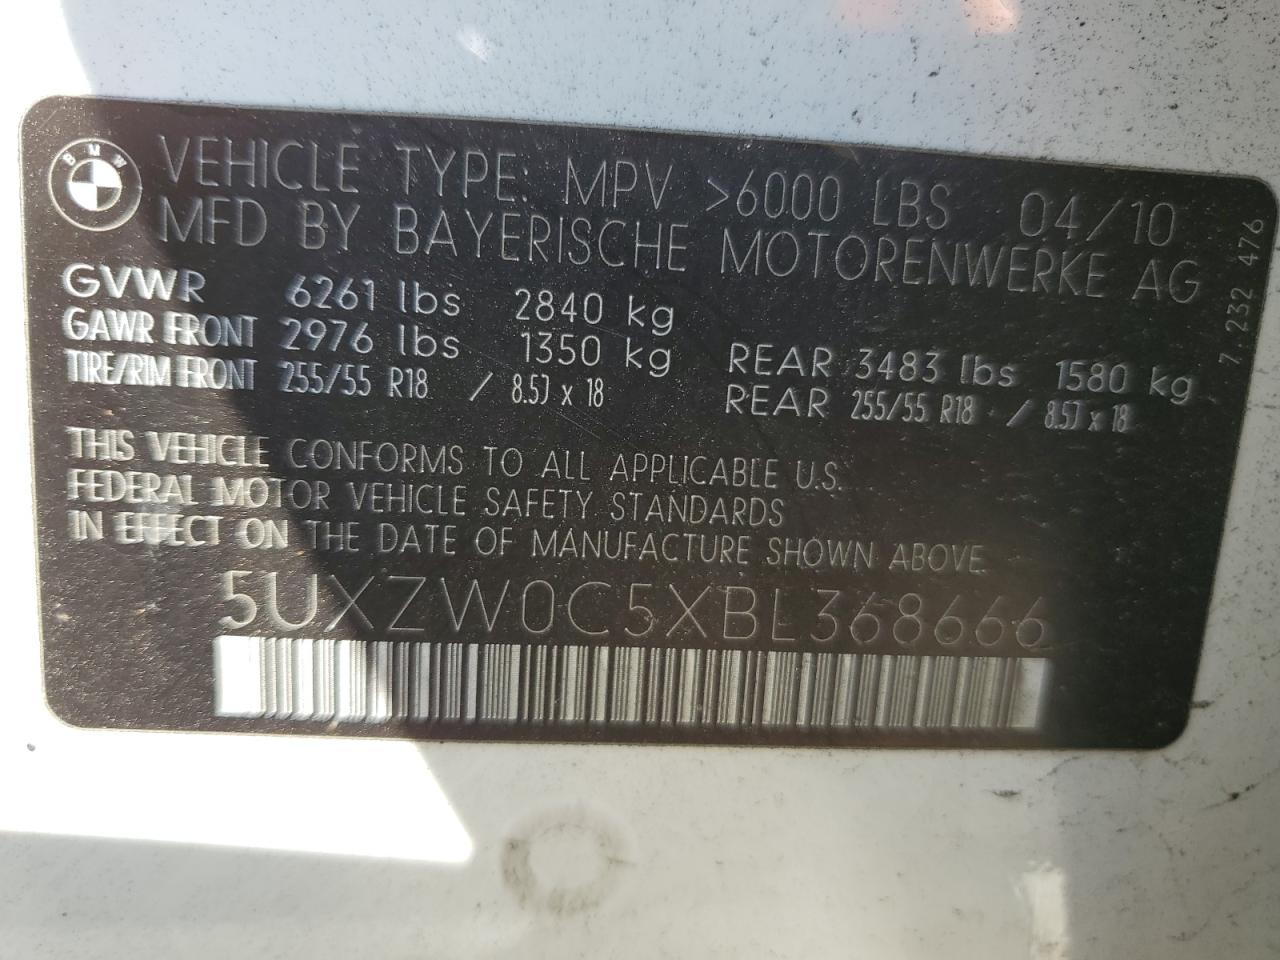 BMW
VEHICLE TYPE: MPV >6000 LBS 04/10
MFD BY BAYERISCHE MOTORENWERKE AG
GVWR 6261 lbs 2840 kg
GAWR FRONT 2976 lbs 1350 kg REAR 3483 lbs 1580 kg
TIRE/RIM FRONT 255/55 R18 / 8.5J x 18 REAR 255/55 R18 / 8.5J x 18
THIS VEHICLE CONFORMS TO ALL APPLICABLE U.S.
FEDERAL MOTOR VEHICLE SAFETY STANDARDS
IN EFFECT ON THE DATE OF MANUFACTURE SHOWN ABOVE.
5UXZW0C5XBL368666
7 232 476